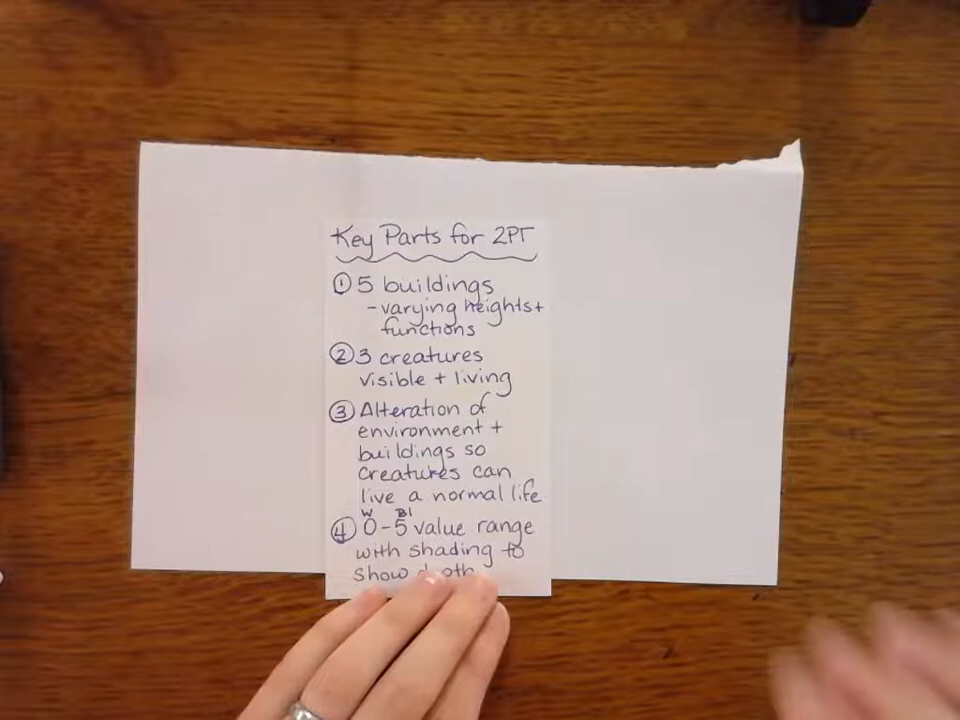 Key Parts for 2PT
① 5 buildings
- varying heights +
functions
② 3 creatures
visible + living
③ Alteration of
environment +
buildings so
creatures can
live a normal life
W Bl
④ 0-5 value range
with shading to
show